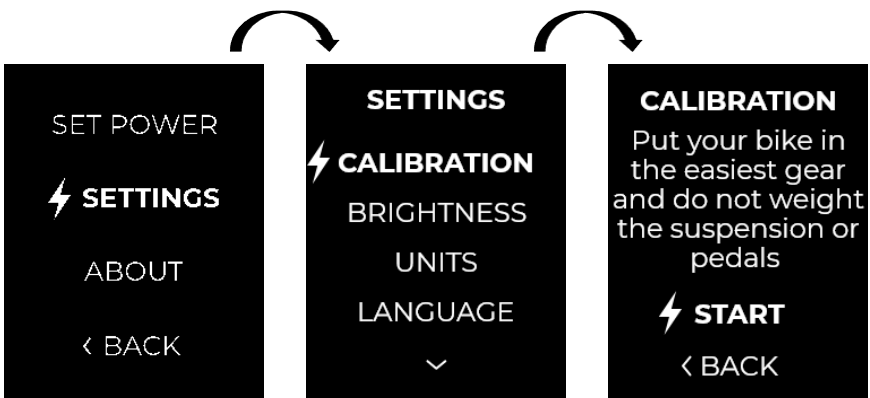 SET POWER
SETTINGS
ABOUT
< BACK
SETTINGS
CALIBRATION
BRIGHTNESS
UNITS
LANGUAGE
CALIBRATION
Put your bike in
the easiest gear
and do not weight
the suspension or
pedals
START
< BACK